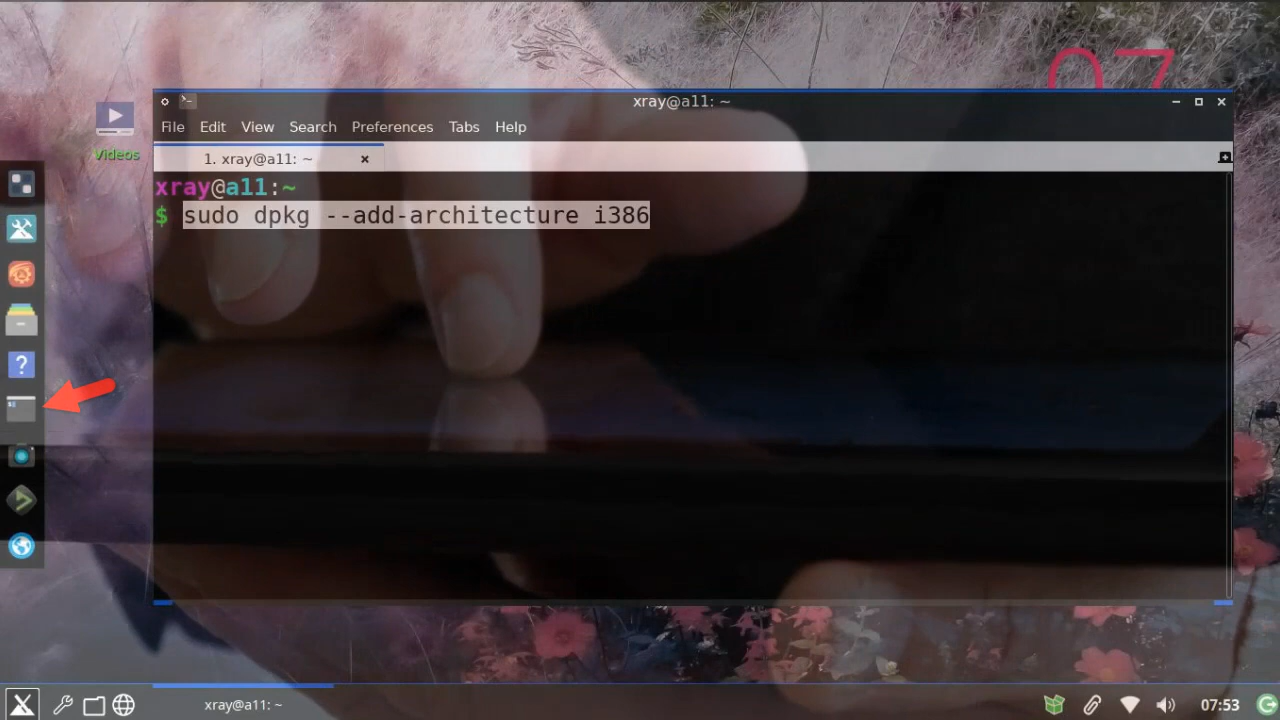 07
xray@a11: ~
File Edit View Search Preferences Tabs Help
Videos
1. xray@a11: ~
xray@a11:~
$ sudo dpkg --add-architecture i386
?
xray@a11: ~
07:53